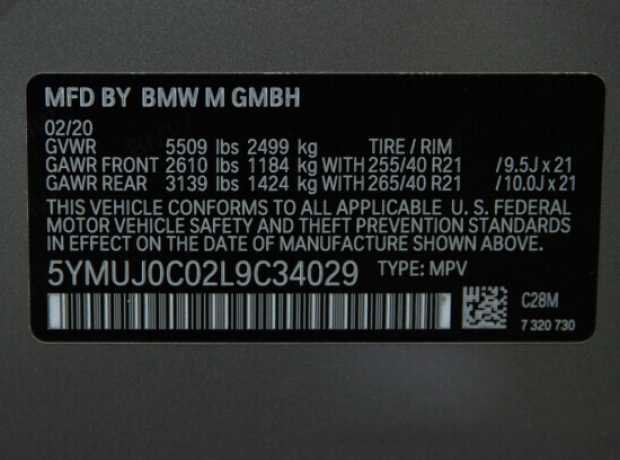 MFD BY BMW M GMBH
02/20
GVWR 5509 lbs 2499 kg TIRE / RIM
GAWR FRONT 2610 lbs 1184 kg WITH 255/40 R21 / 9.5J x 21
GAWR REAR 3139 lbs 1424 kg WITH 265/40 R21 / 10.0J x 21
THIS VEHICLE CONFORMS TO ALL APPLICABLE U. S. FEDERAL
MOTOR VEHICLE SAFETY AND THEFT PREVENTION STANDARDS
IN EFFECT ON THE DATE OF MANUFACTURE SHOWN ABOVE.
5YMUJ0C02L9C34029 TYPE: MPV
C28M
7 320 730